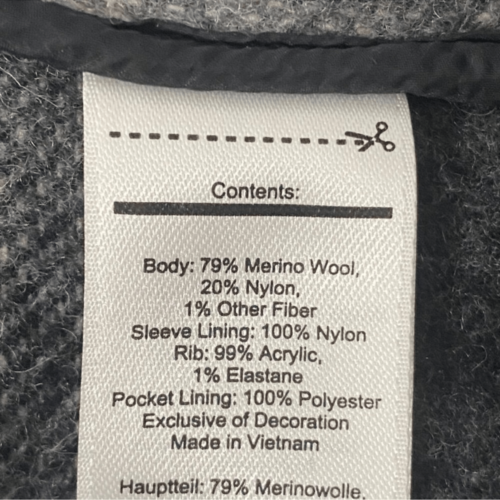 Contents:
Body: 79% Merino Wool,
20% Nylon,
1% Other Fiber
Sleeve Lining: 100% Nylon
Rib: 99% Acrylic,
1% Elastane
Pocket Lining: 100% Polyester
Exclusive of Decoration
Made in Vietnam
Hauptteil: 79% Merinowolle,